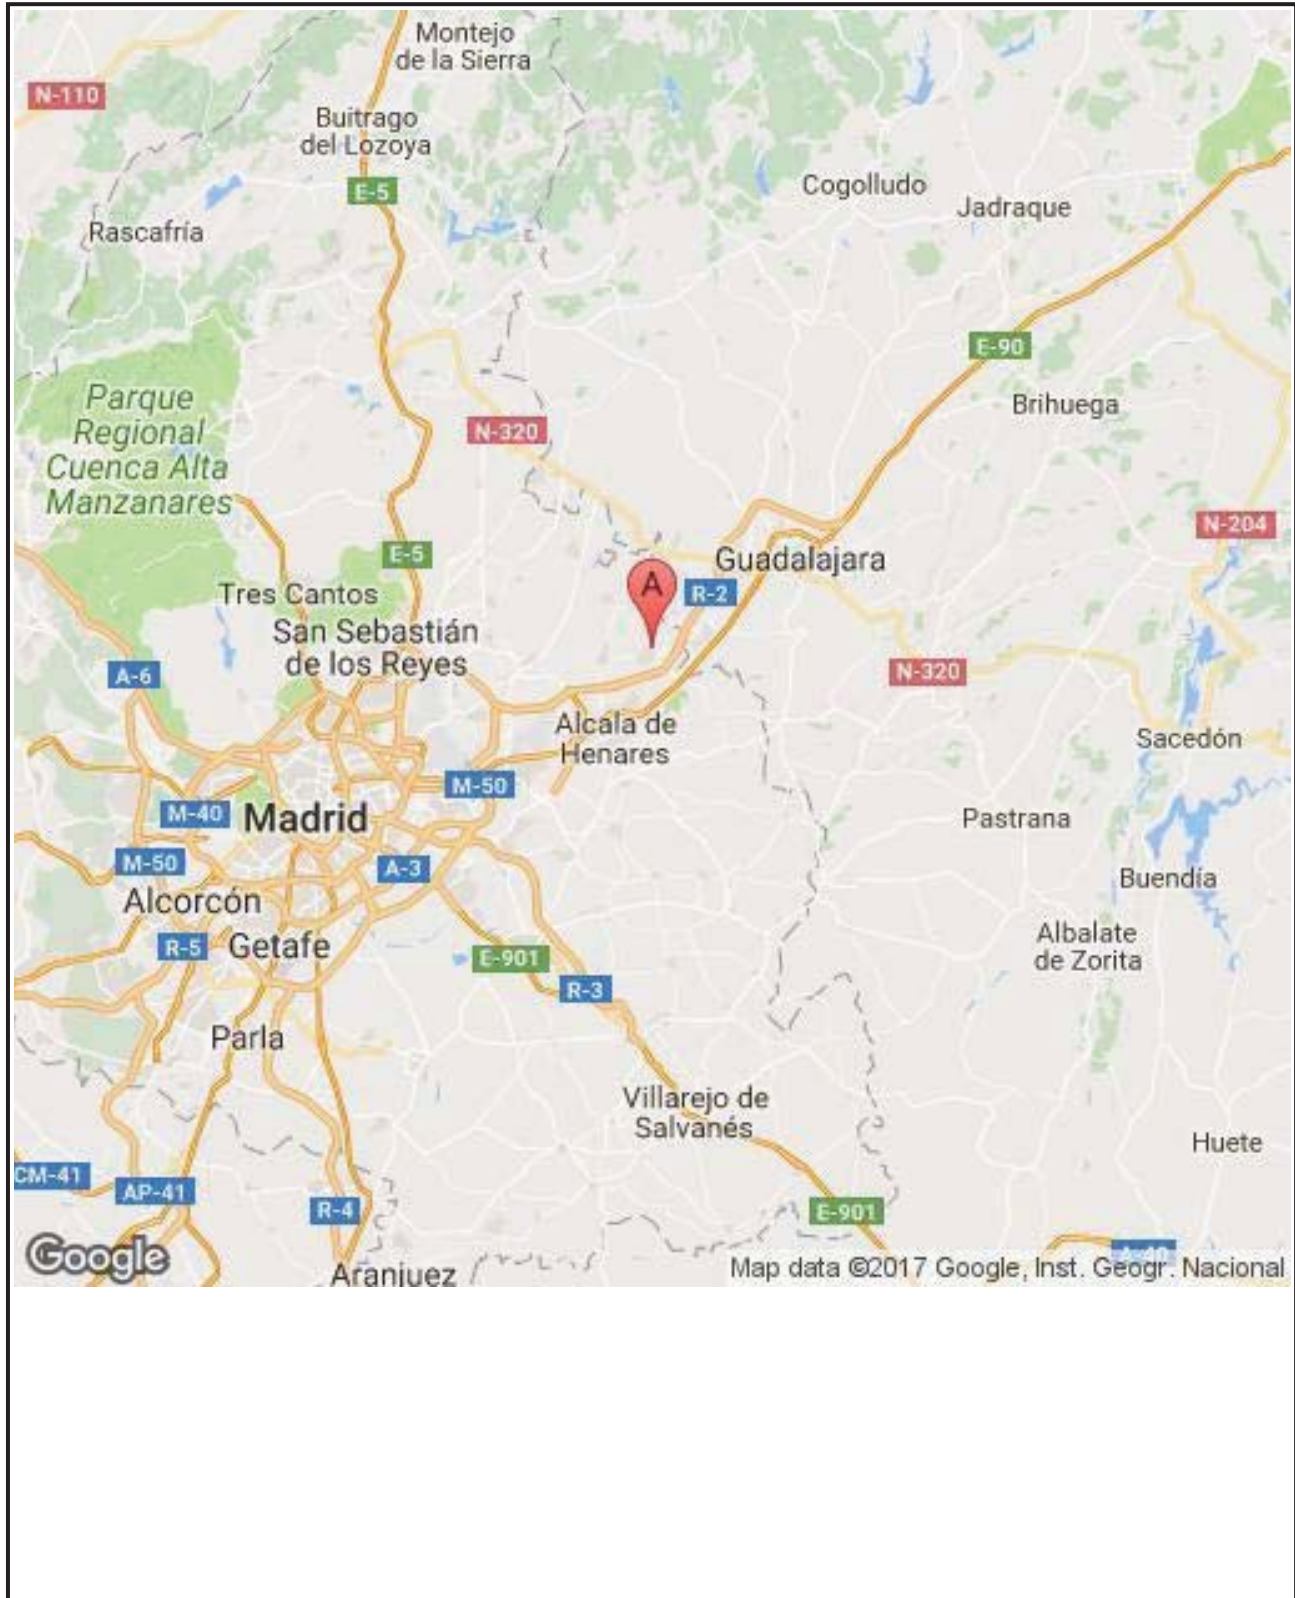 Montejo
de la Sierra
N-110
Buitrago
del Lozoya
E-5
Cogolludo
Jadraque
Rascafría
E-90
Parque
Regional
Cuenca Alta
Manzanares
Brihuega
N-320
N-204
E-5
Guadalajara
A
R-2
Tres Cantos
San Sebastián
de los Reyes
A-6
N-320
Alcala de
Henares
Sacedón
M-50
M-40
Madrid
Pastrana
M-50
A-3
Buendía
Alcorcón
R-5
Getafe
Albalate
de Zorita
E-901
R-3
Parla
Villarejo de
Salvanés
Huete
CM-41
AP-41
R-4
E-901
A-40
Google
Aranjuez
Map data ©2017 Google, Inst. Geogr. Nacional